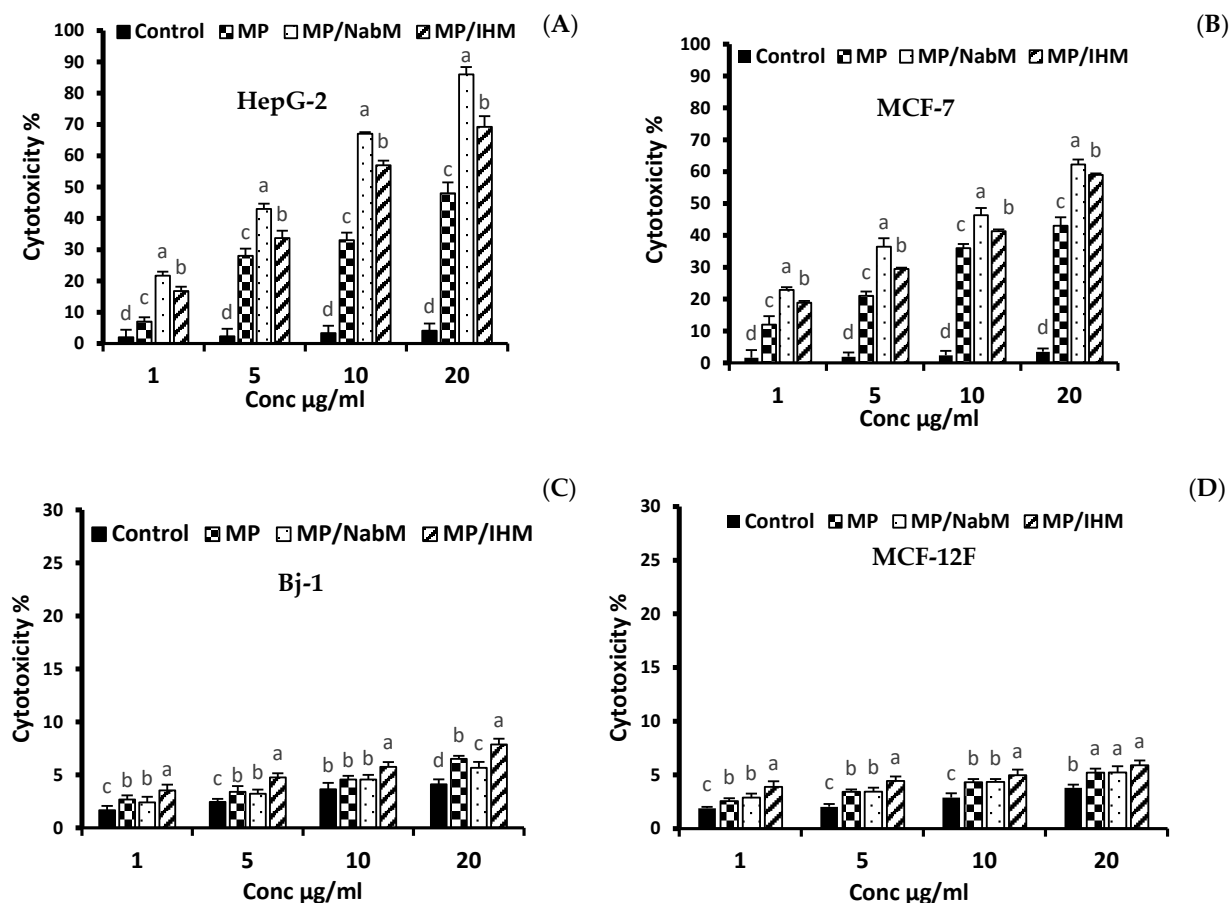 (A)
Control MP MP/NabM MP/IHM
HepG-2
Cytotoxicity %
100
90
80
70
60
50
40
30
20
10
0
d c a b
d c a b
d c a b
d c a b
1 5 10 20
Conc µg/ml
(B)
Control MP MP/NabM MP/IHM
MCF-7
Cytotoxicity %
100
90
80
70
60
50
40
30
20
10
0
d c a b
d c a b
d c a b
d c a b
1 5 10 20
Conc µg/ml
(C)
Control MP MP/NabM MP/IHM
Bj-1
Cytotoxicity %
30
25
20
15
10
5
0
c b b a
c b b a
b b b a
d b c a
1 5 10 20
Conc µg/ml
(D)
Control MP MP/NabM MP/IHM
MCF-12F
Cytotoxicity %
30
25
20
15
10
5
0
c b b a
c b b a
c b b a
b a a a
1 5 10 20
Conc µg/ml